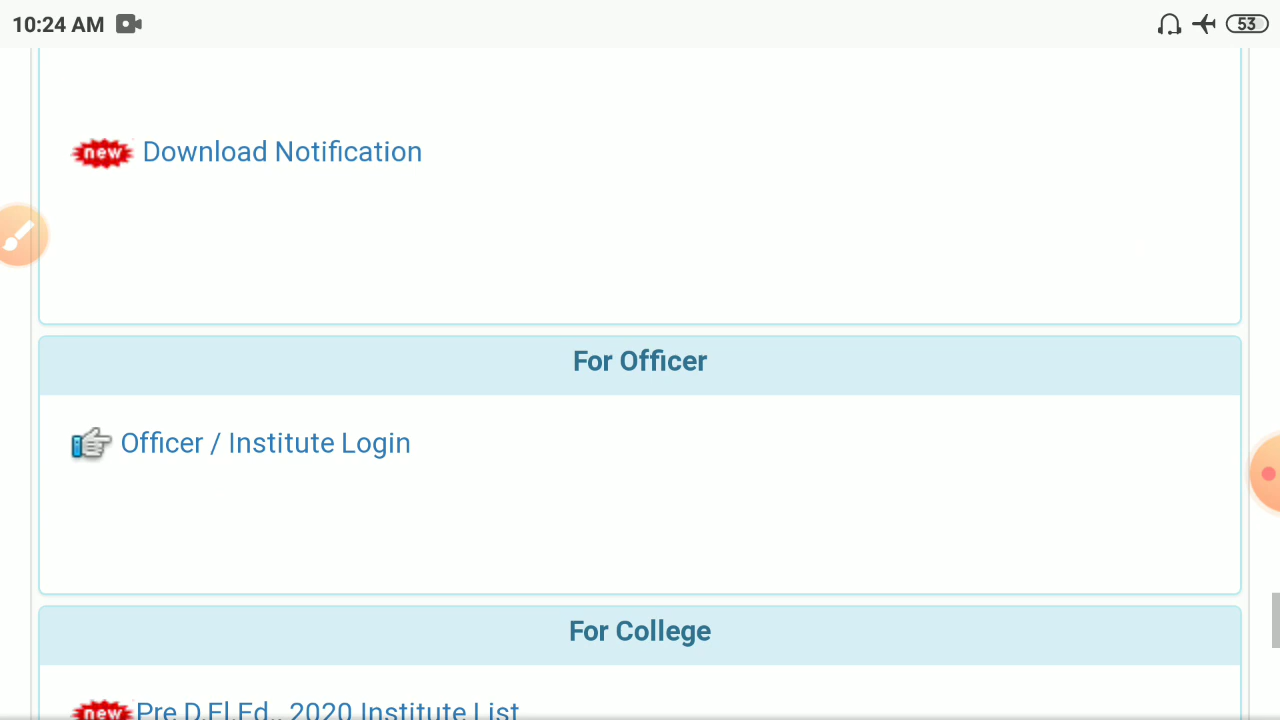 10:24 AM
53
new Download Notification
For Officer
Officer / Institute Login
For College
new Pre D.El.Ed., 2020 Institute List